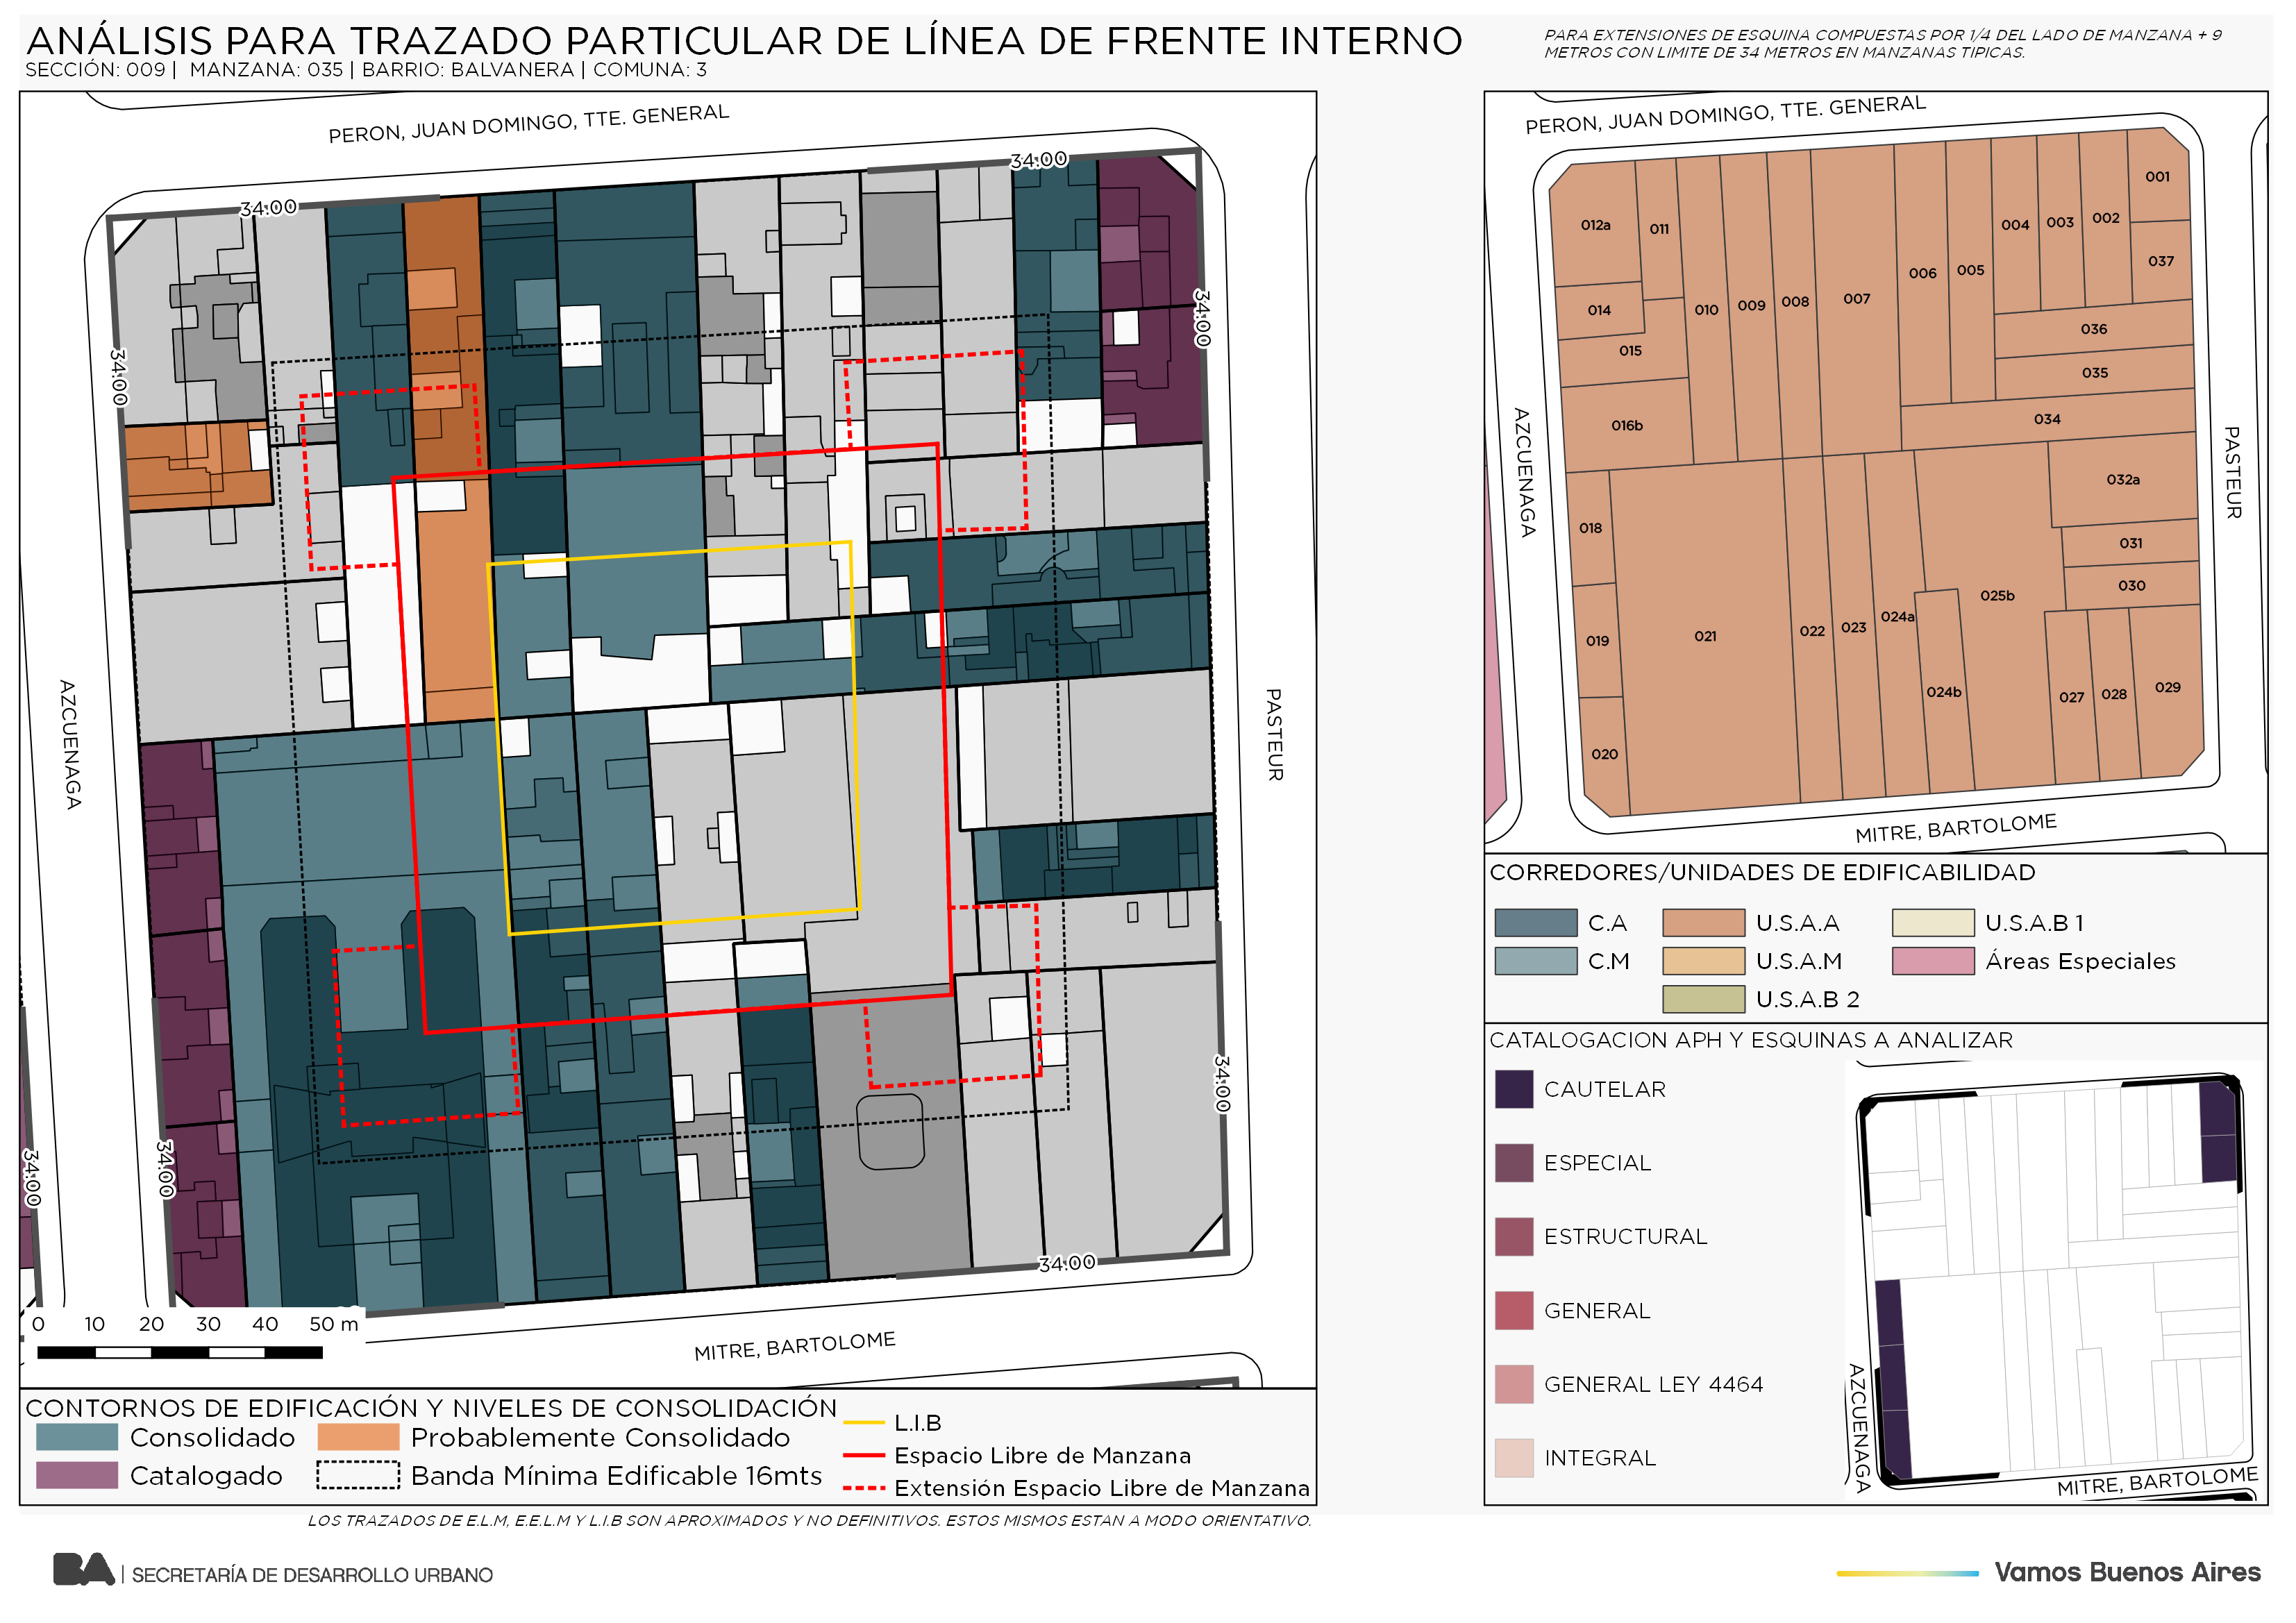 ANÁLISIS PARA TRAZADO PARTICULAR DE LÍNEA DE FRENTE INTERNO
SECCIÓN: 009 | MANZANA: 035 | BARRIO: BALVANERA | COMUNA: 3
PARA EXTENSIONES DE ESQUINA COMPUESTAS POR 1/4 DEL LADO DE MANZANA + 9
METROS CON LIMITE DE 34 METROS EN MANZANAS TIPICAS.
PERON, JUAN DOMINGO, TTE. GENERAL
34.00
34.00
34.00
34.00
AZCUENAGA
PASTEUR
34.00
34.00
34.00
34.00
MITRE, BARTOLOME
0 10 20 30 40 50 m
CONTORNOS DE EDIFICACIÓN Y NIVELES DE CONSOLIDACIÓN
Consolidado
Probablemente Consolidado
Catalogado
Banda Mínima Edificable 16mts
L.I.B
Espacio Libre de Manzana
Extensión Espacio Libre de Manzana
PERON, JUAN DOMINGO, TTE. GENERAL
001
012a
011
004
003
002
037
006
005
014
010
009
008
007
036
015
035
016b
034
AZCUENAGA
PASTEUR
032a
018
031
030
025b
019
021
022
023
024a
024b
027
028
029
020
MITRE, BARTOLOME
CORREDORES/UNIDADES DE EDIFICABILIDAD
C.A
U.S.A.A
U.S.A.B 1
C.M
U.S.A.M
Áreas Especiales
U.S.A.B 2
CATALOGACION APH Y ESQUINAS A ANALIZAR
CAUTELAR
ESPECIAL
ESTRUCTURAL
GENERAL
GENERAL LEY 4464
INTEGRAL
AZCUENAGA
MITRE, BARTOLOME
LOS TRAZADOS DE E.L.M, E.E.L.M Y L.I.B SON APROXIMADOS Y NO DEFINITIVOS. ESTOS MISMOS ESTAN A MODO ORIENTATIVO.
BA | SECRETARÍA DE DESARROLLO URBANO
Vamos Buenos Aires